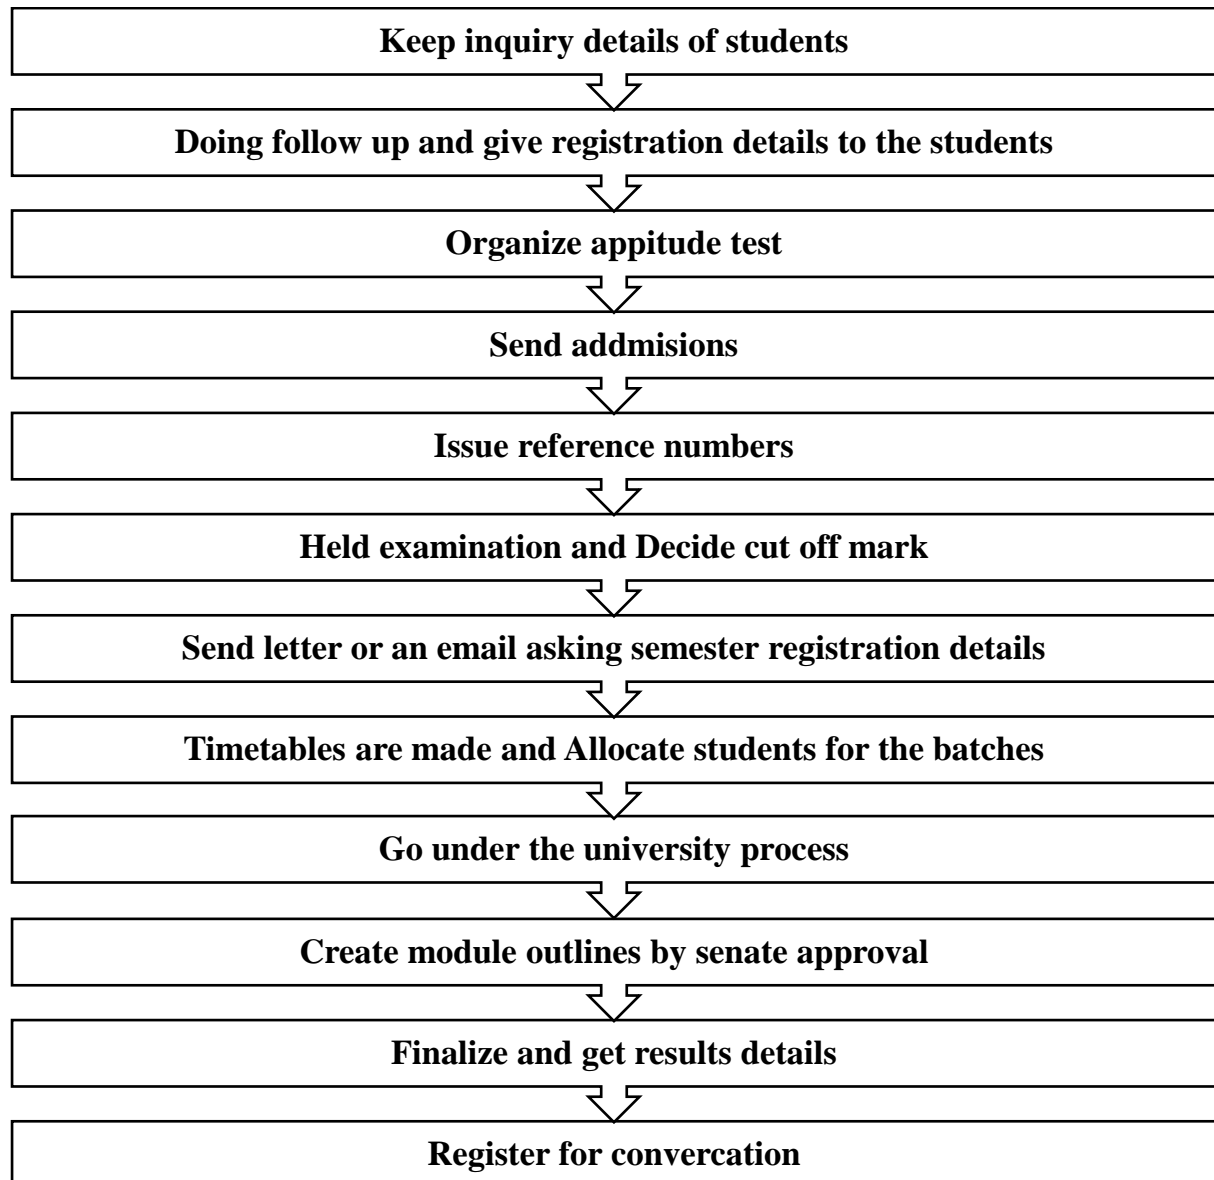 Keep inquiry details of students
Doing follow up and give registration details to the students
Organize appitude test
Send addmisions
Issue reference numbers
Held examination and Decide cut off mark
Send letter or an email asking semester registration details
Timetables are made and Allocate students for the batches
Go under the university process
Create module outlines by senate approval
Finalize and get results details
Register for convercation